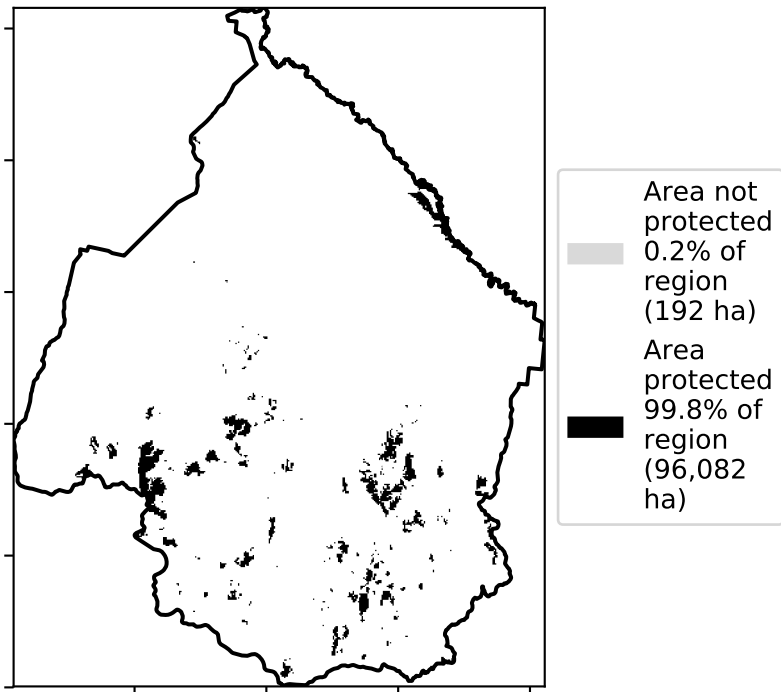 Area not
protected
0.2% of
region
(192 ha)
Area
protected
99.8% of
region
(96,082
ha)